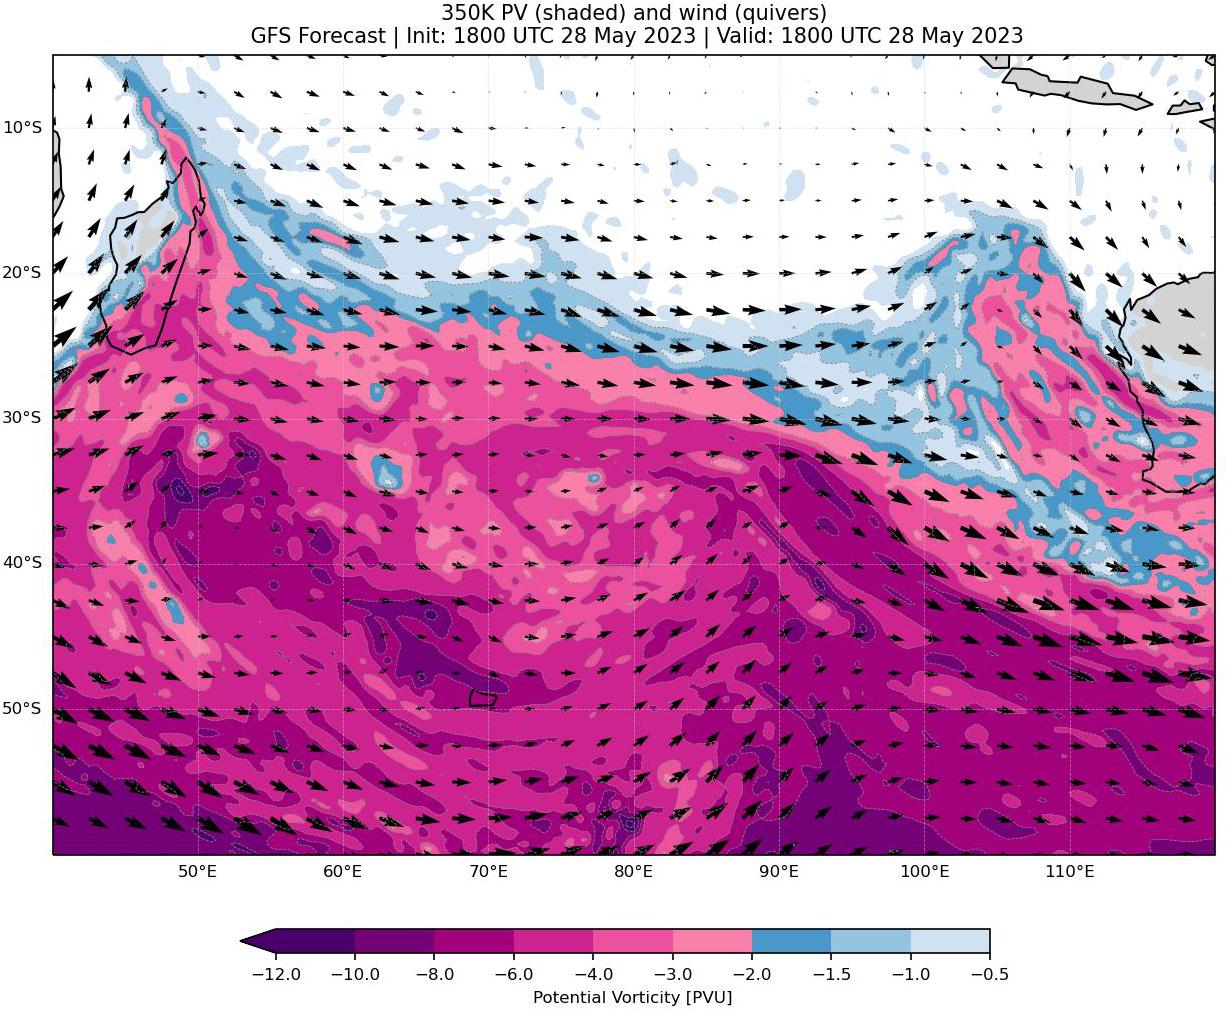 350K PV (shaded) and wind (quivers)
GFS Forecast | Init: 1800 UTC 28 May 2023 | Valid: 1800 UTC 28 May 2023
10°S
20°S
30°S
40°S
50°S
50°E 60°E 70°E 80°E 90°E 100°E 110°E
−12.0 −10.0 −8.0 −6.0 −4.0 −3.0 −2.0 −1.5 −1.0 −0.5
Potential Vorticity [PVU]